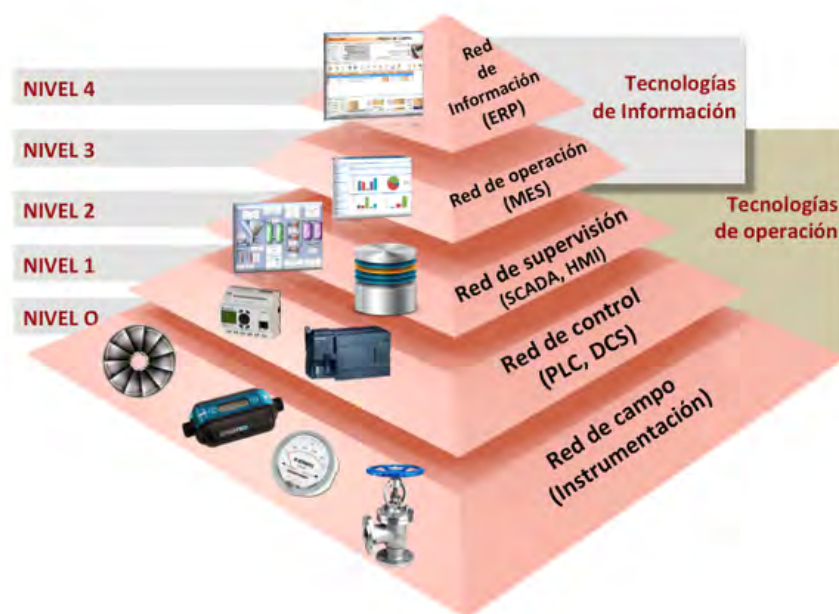 NIVEL 4
NIVEL 3
NIVEL 2
NIVEL 1
NIVEL O
Red
de
Información
(ERP)
Red de operación
(MES)
Red de supervisión
(SCADA, HMI)
Red de control
(PLC, DCS)
Red de campo
(Instrumentación)
Tecnologías
de Información
Tecnologías
de operación